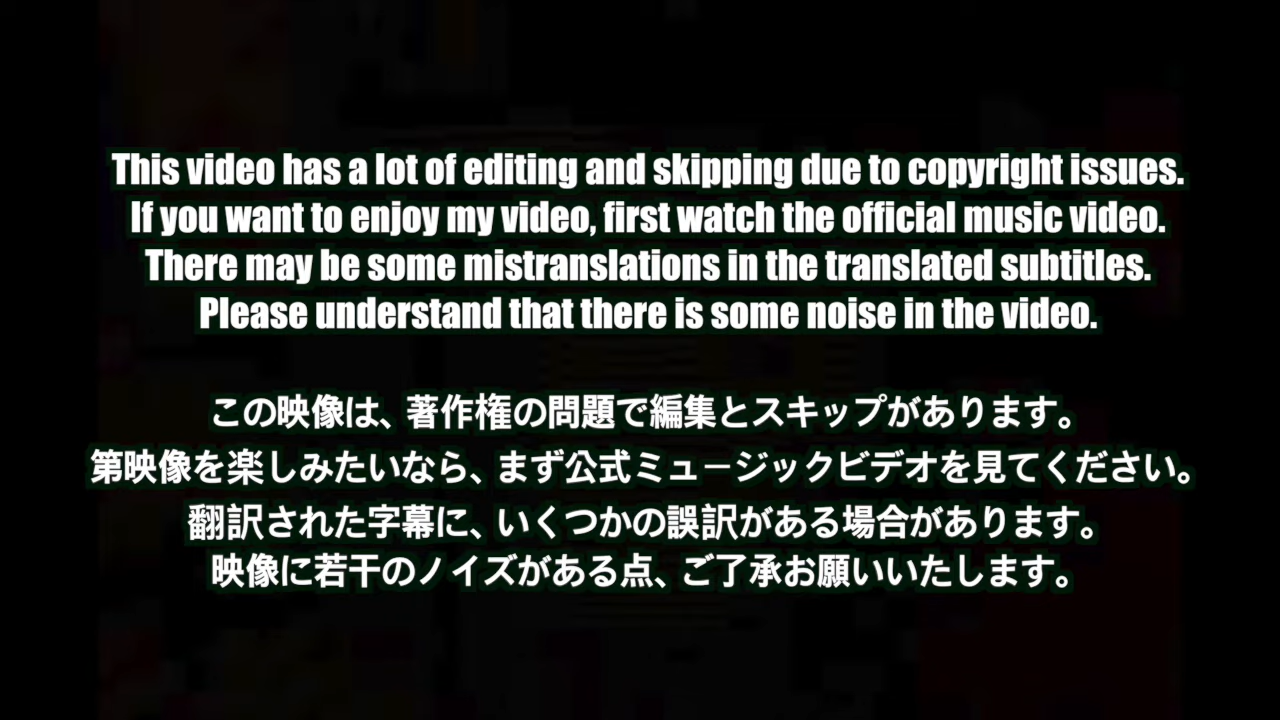 This video has a lot of editing and skipping due to copyright issues.
If you want to enjoy my video, first watch the official music video.
There may be some mistranslations in the translated subtitles.
Please understand that there is some noise in the video.
この映像は、著作権の問題で編集とスキップがあります。
第映像を楽しみたいなら、まず公式ミュージックビデオを見てください。
翻訳された字幕に、いくつかの誤訳がある場合があります。
映像に若干のノイズがある点、ご了承お願いいたします。